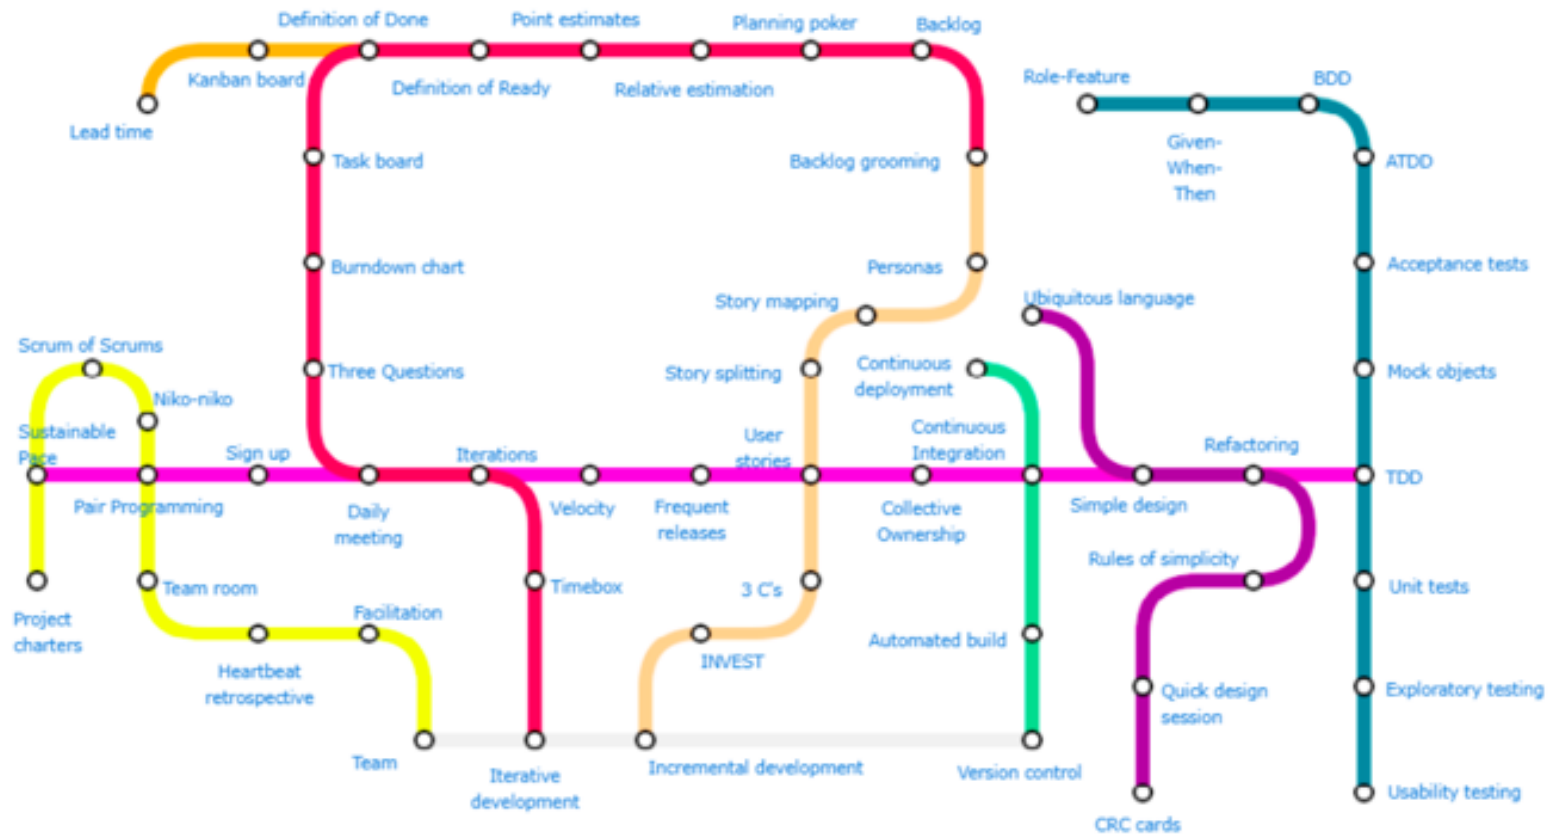 Definition of Done
Point estimates
Planning poker
Backlog
Kanban board
Definition of Ready
Relative estimation
Role-Feature
BDD
Lead time
Task board
Backlog grooming
Given-
When-
Then
ATDD
Burndown chart
Personas
Acceptance tests
Story mapping
Ubiquitous language
Scrum of Scrums
Three Questions
Story splitting
Continuous
deployment
Mock objects
Niko-niko
Sustainable
Pace
Sign up
Iterations
User
stories
Continuous
Integration
Refactoring
TDD
Pair Programming
Daily
meeting
Velocity
Frequent
releases
Collective
Ownership
Simple design
Rules of simplicity
Project
charters
Team room
Timebox
3 C's
Unit tests
Facilitation
Automated build
Heartbeat
retrospective
INVEST
Quick design
session
Exploratory testing
Team
Iterative
development
Incremental development
Version control
Usability testing
CRC cards